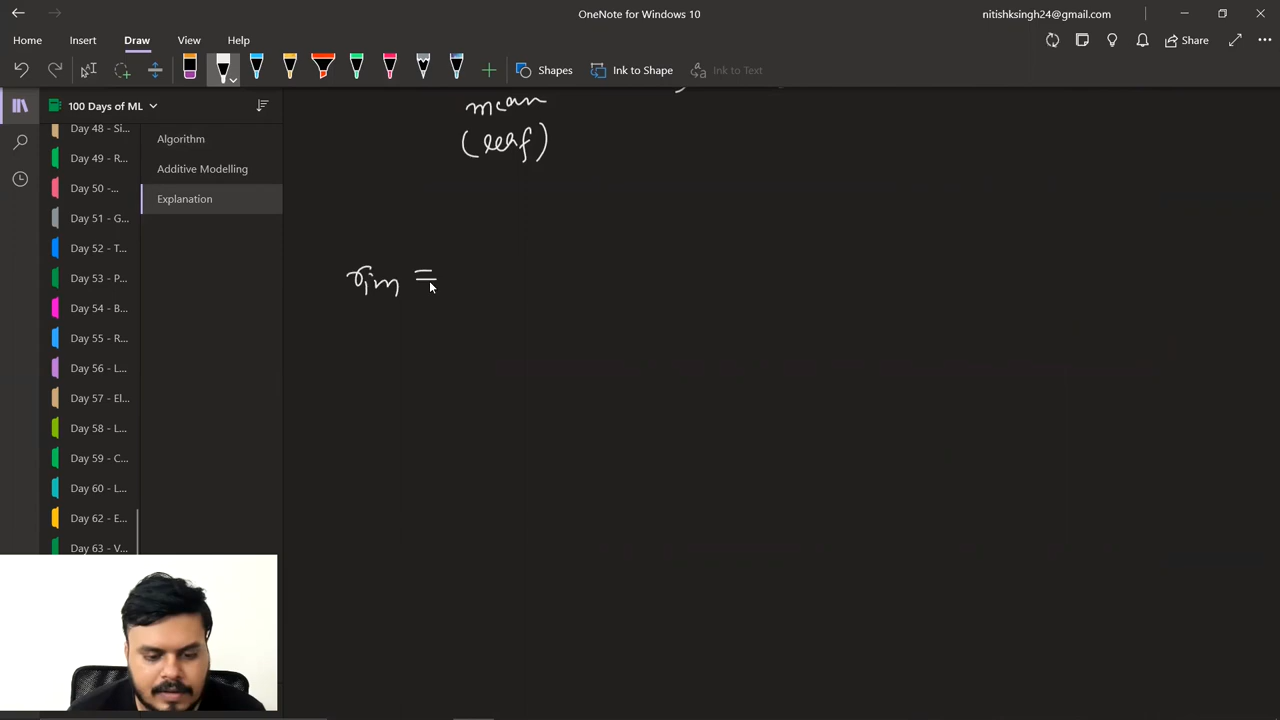 OneNote for Windows 10
nitishksingh24@gmail.com
Home Insert Draw View Help
Share
Shapes
Ink to Shape
Ink to Text
100 Days of ML
Day 48 - Si...
Day 49 - R...
Day 50 -...
Day 51 - G...
Day 52 - T...
Day 53 - P...
Day 54 - B...
Day 55 - R...
Day 56 - L...
Day 57 - El...
Day 58 - L...
Day 59 - C...
Day 60 - L...
Day 62 - E...
Day 63 - V...
Algorithm
Additive Modelling
Explanation
mean
(leaf)
rim =